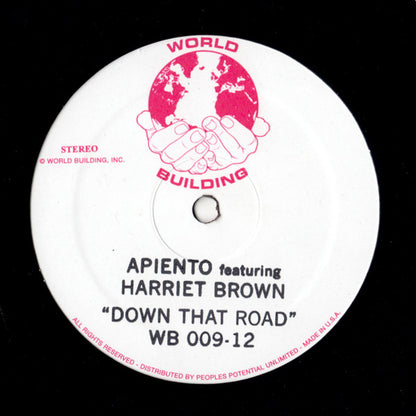 WORLD
BUILDING
STEREO
© WORLD BUILDING, INC.
APIENTO featuring
HARRIET BROWN
“DOWN THAT ROAD”
WB 009-12
ALL RIGHTS RESERVED - DISTRIBUTED BY PEOPLES POTENTIAL UNLIMITED - MADE IN U.S.A.